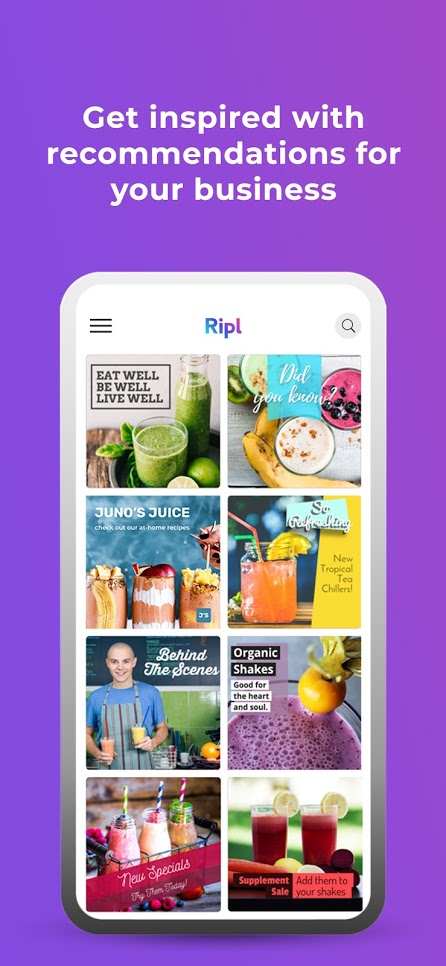 Get inspired with
recommendations for
your business
Ripl
EAT WELL
BE WELL
LIVE WELL
Did
you know?
JUNO'S JUICE
check out our at-home recipes
J'S
So
Refreshing
New
Tropical
Tea
Chillers!
Behind
The Scenes
Organic
Shakes
Good for
the heart
and soul.
New Specials
Try Them Today!
Supplement
Sale
Add them to
your shakes